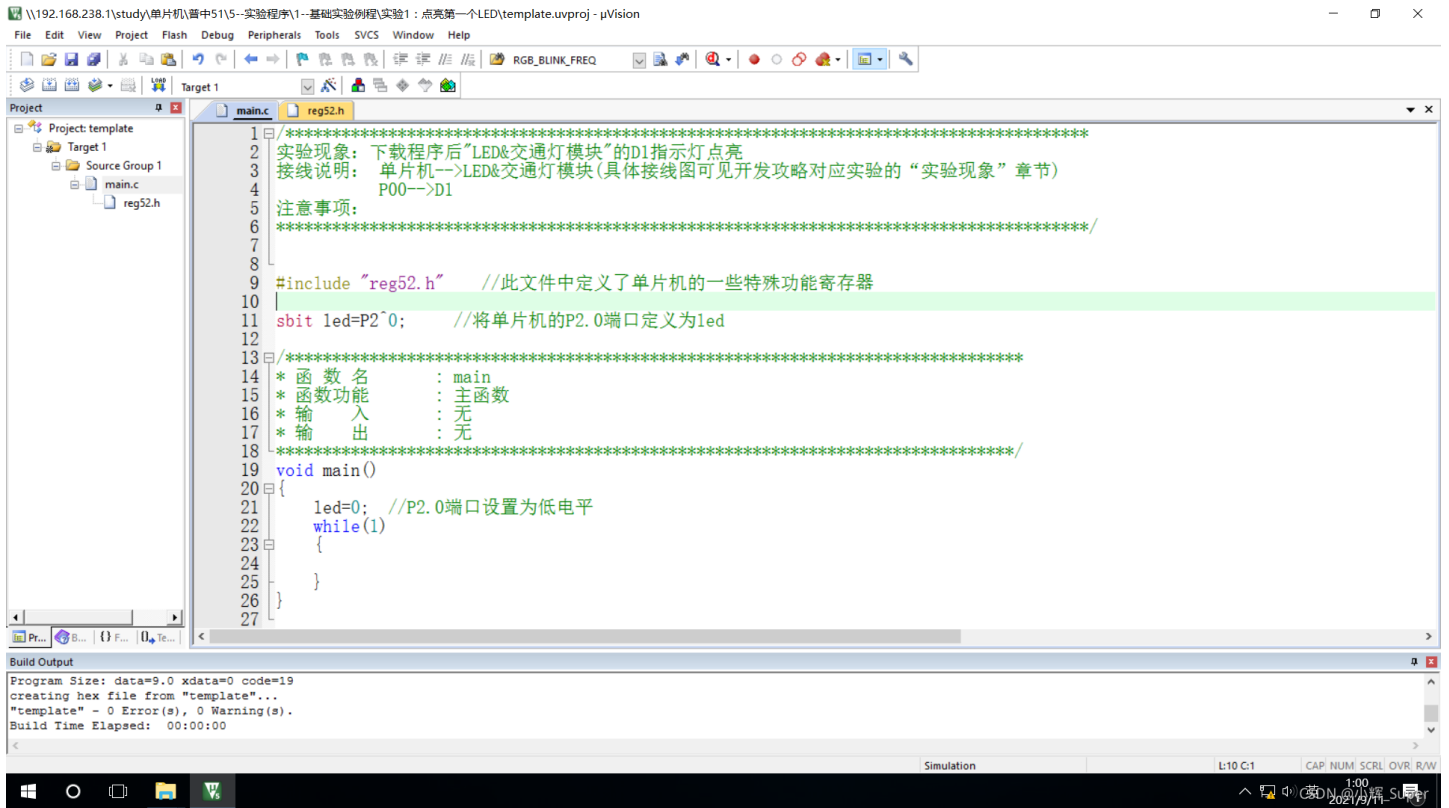 \\192.168.238.1\study\单片机\普中51\5--实验程序\1--基础实验例程\实验1：点亮第一个LED\template.uvproj - µVision
File Edit View Project Flash Debug Peripherals Tools SVCS Window Help
RGB_BLINK_FREQ
LOAD Target 1
Project
main.c reg52.h
Project: template
Target 1
Source Group 1
main.c
reg52.h
1 /**************************************************************************************
2 实验现象：下载程序后"LED&交通灯模块"的D1指示灯点亮
3 接线说明： 单片机-->LED&交通灯模块(具体接线图可见开发攻略对应实验的“实验现象”章节)
4 P00-->D1
5 注意事项：
6 ***************************************************************************************/
7
8
9 #include "reg52.h" //此文件中定义了单片机的一些特殊功能寄存器
10
11 sbit led=P2^0; //将单片机的P2.0端口定义为led
12
13 /*******************************************************************************
14 * 函 数 名 : main
15 * 函数功能 : 主函数
16 * 输 入 : 无
17 * 输 出 : 无
18 *******************************************************************************/
19 void main()
20 {
21 led=0; //P2.0端口设置为低电平
22 while(1)
23 {
24
25 }
26 }
27
Pr... B... {} F... Te...
Build Output
Program Size: data=9.0 xdata=0 code=19
creating hex file from "template"...
"template" - 0 Error(s), 0 Warning(s).
Build Time Elapsed: 00:00:00
Simulation L:10 C:1 CAP NUM SCRL OVR R/W
1:00
英
2021/9/11
CSDN @小辉_Super